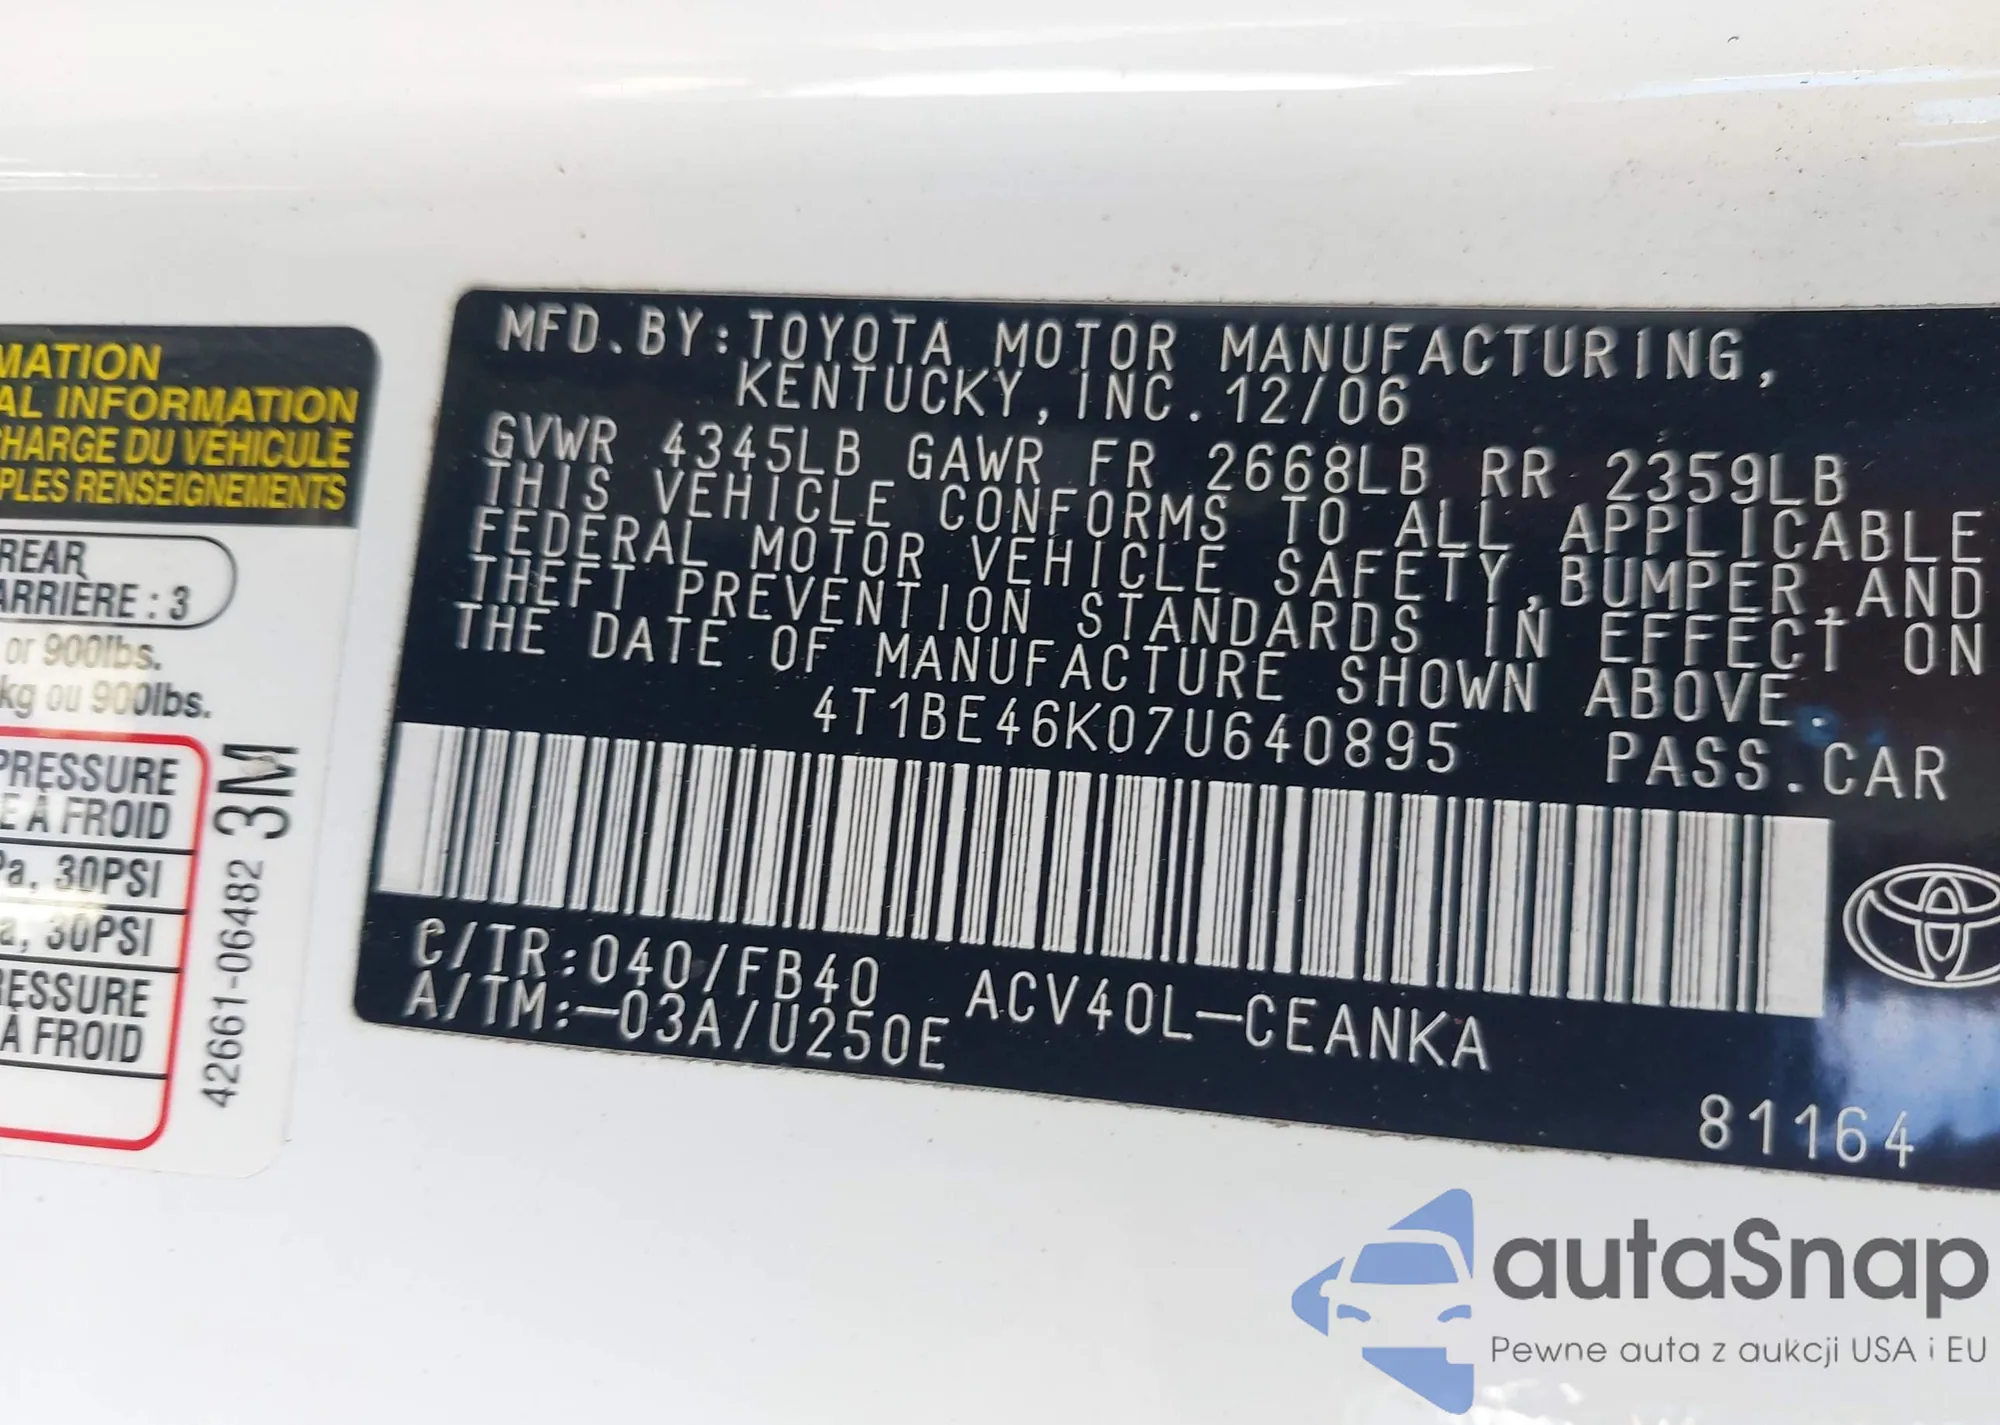 MATION
AL INFORMATION
CHARGE DU VÉHICULE
PLES RENSEIGNEMENTS
REAR
ARRIÈRE : 3
or 900lbs.
kg ou 900lbs.
PRESSURE
E À FROID
Pa, 30PSI
a, 30PSI
RESSURE
À FROID
42661-06482 3M
MFD. BY: TOYOTA MOTOR MANUFACTURING,
KENTUCKY, INC. 12/06
GVWR 4345LB GAWR FR 2668LB RR 2359LB
THIS VEHICLE CONFORMS TO ALL APPLICABLE
FEDERAL MOTOR VEHICLE SAFETY, BUMPER, AND
THEFT PREVENTION STANDARDS IN EFFECT ON
THE DATE OF MANUFACTURE SHOWN ABOVE.
4T1BE46K07U640895 PASS. CAR
C/TR:040/FB40 ACV40L-CEANKA
A/TM:-03A/U250E
81164
autaSnap
Pewne auta z aukcji USA i EU